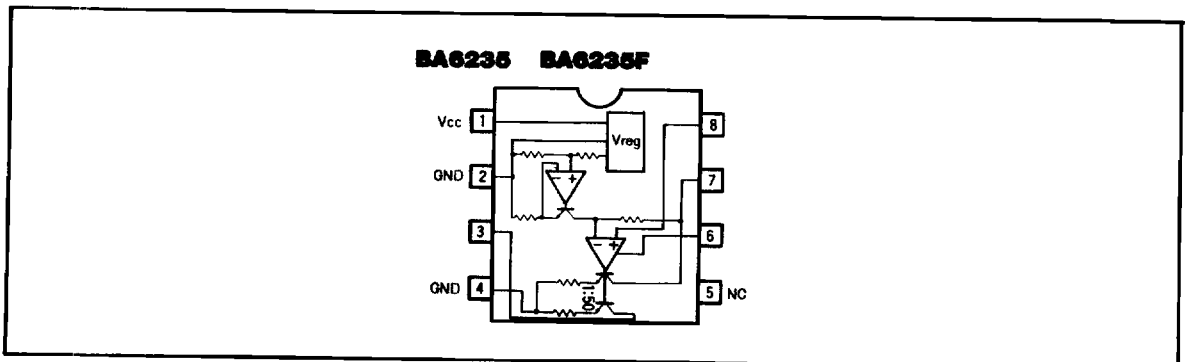 BA6235 BA6235F
Vcc 1
8
Vreg
GND 2
7
- +
3
6
- +
GND 4
1:50
5 NC